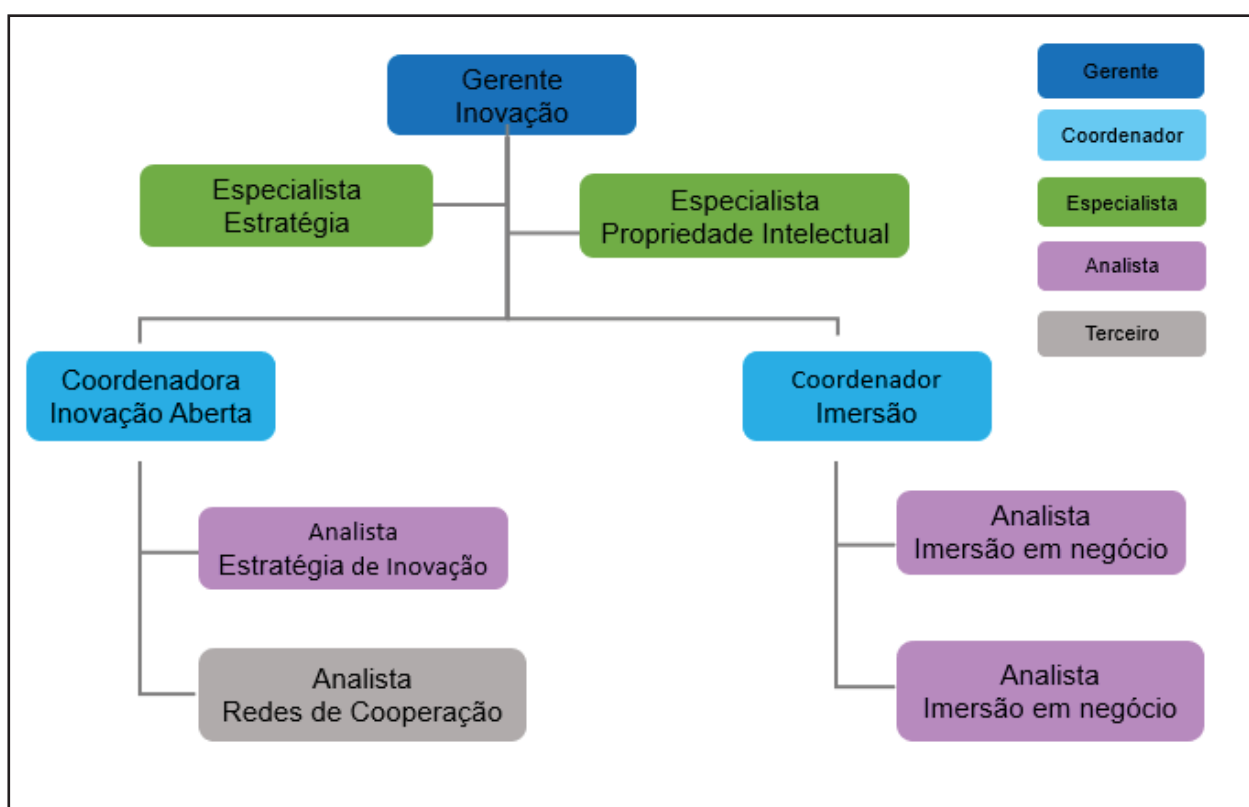 Gerente
Inovação
Especialista
Estratégia
Especialista
Propriedade Intelectual
Coordenadora
Inovação Aberta
Coordenador
Imersão
Analista
Estratégia de Inovação
Analista
Redes de Cooperação
Analista
Imersão em negócio
Analista
Imersão em negócio
Gerente
Coordenador
Especialista
Analista
Terceiro